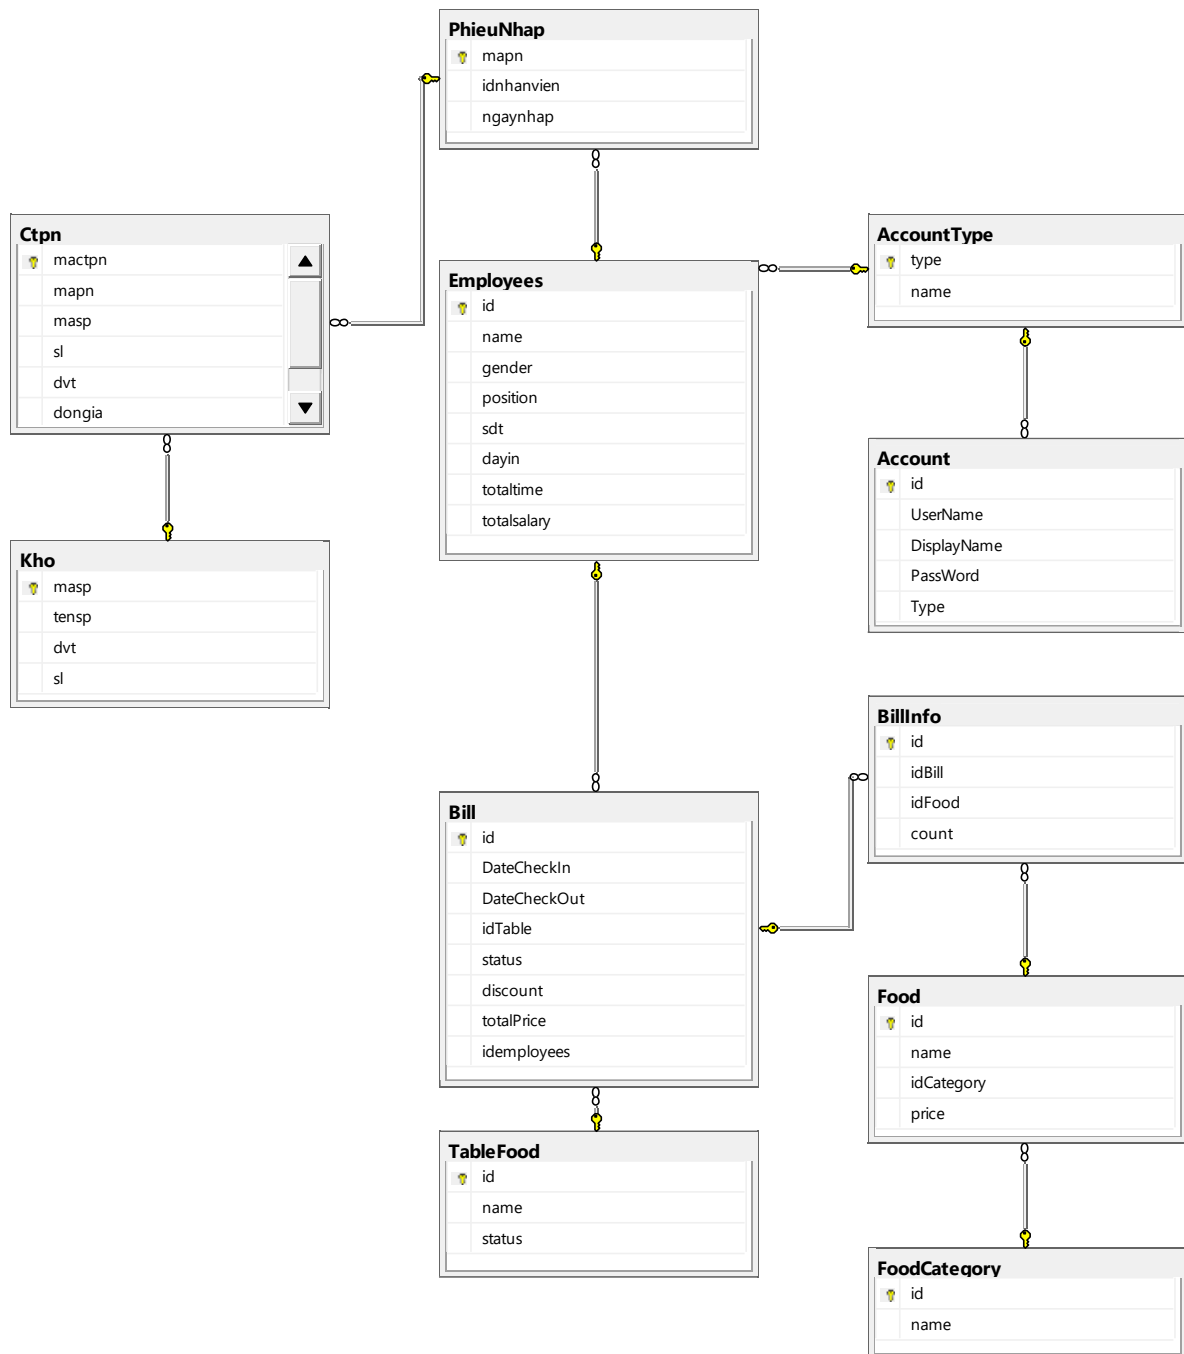 PhieuNhap
mapn
idnhanvien
ngaynhap
Ctpn
mactpn
mapn
masp
sl
dvt
dongia
AccountType
type
name
Employees
id
name
gender
position
sdt
dayin
totaltime
totalsalary
Account
id
UserName
DisplayName
PassWord
Type
Kho
masp
tensp
dvt
sl
BillInfo
id
idBill
idFood
count
Bill
id
DateCheckIn
DateCheckOut
idTable
status
discount
totalPrice
idemployees
Food
id
name
idCategory
price
TableFood
id
name
status
FoodCategory
id
name